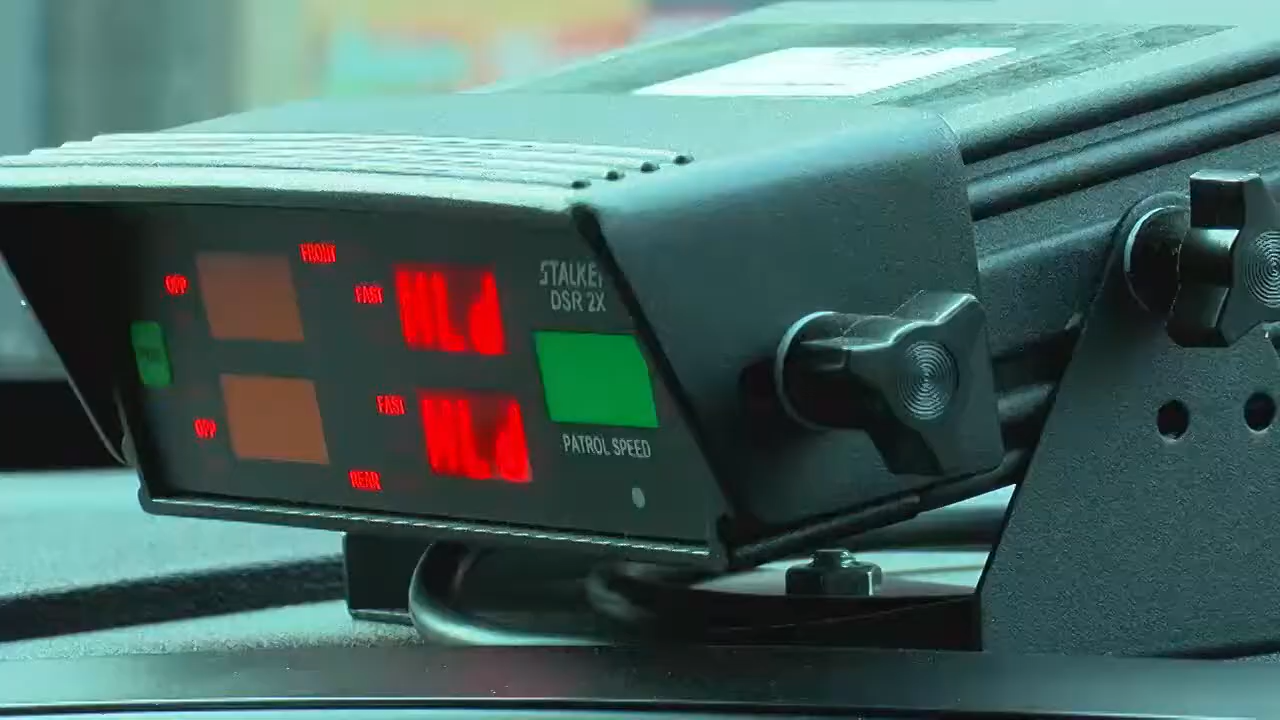 FRONT
OPP
FAST
HLd
STALKER
DSR 2X
OPP
FAST
HLd
PATROL SPEED
REAR